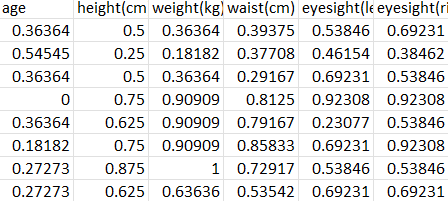 age height(cm weight(kg) waist(cm) eyesight(le eyesight(ri
0.36364 0.5 0.36364 0.39375 0.53846 0.69231
0.54545 0.25 0.18182 0.37708 0.46154 0.38462
0.36364 0.5 0.36364 0.29167 0.69231 0.53846
0 0.75 0.90909 0.8125 0.92308 0.92308
0.36364 0.625 0.90909 0.79167 0.23077 0.53846
0.18182 0.75 0.90909 0.85833 0.69231 0.92308
0.27273 0.875 1 0.72917 0.53846 0.53846
0.27273 0.625 0.63636 0.53542 0.69231 0.69231